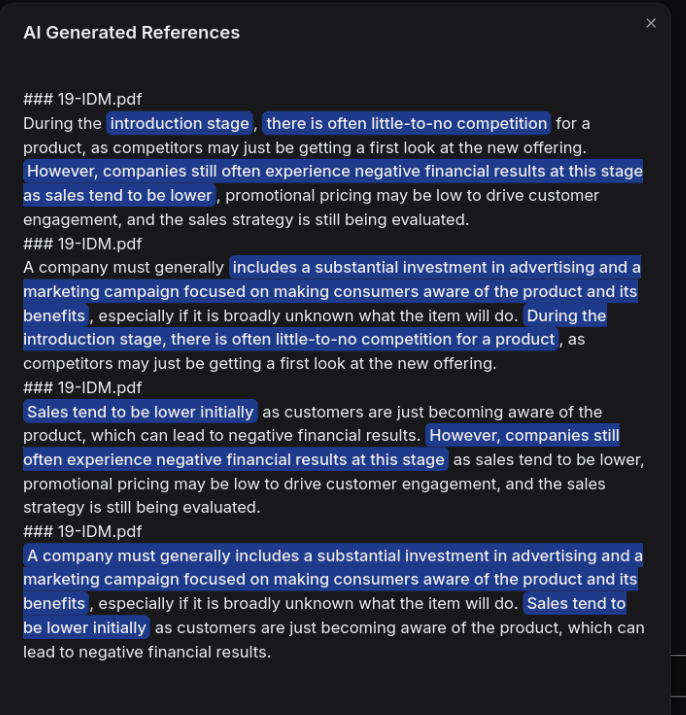 AI Generated References
### 19-IDM.pdf
During the introduction stage, there is often little-to-no competition for a
product, as competitors may just be getting a first look at the new offering.
However, companies still often experience negative financial results at this stage
as sales tend to be lower, promotional pricing may be low to drive customer
engagement, and the sales strategy is still being evaluated.
### 19-IDM.pdf
A company must generally includes a substantial investment in advertising and a
marketing campaign focused on making consumers aware of the product and its
benefits, especially if it is broadly unknown what the item will do. During the
introduction stage, there is often little-to-no competition for a product, as
competitors may just be getting a first look at the new offering.
### 19-IDM.pdf
Sales tend to be lower initially as customers are just becoming aware of the
product, which can lead to negative financial results. However, companies still
often experience negative financial results at this stage as sales tend to be lower,
promotional pricing may be low to drive customer engagement, and the sales
strategy is still being evaluated.
### 19-IDM.pdf
A company must generally includes a substantial investment in advertising and a
marketing campaign focused on making consumers aware of the product and its
benefits, especially if it is broadly unknown what the item will do. Sales tend to
be lower initially as customers are just becoming aware of the product, which can
lead to negative financial results.